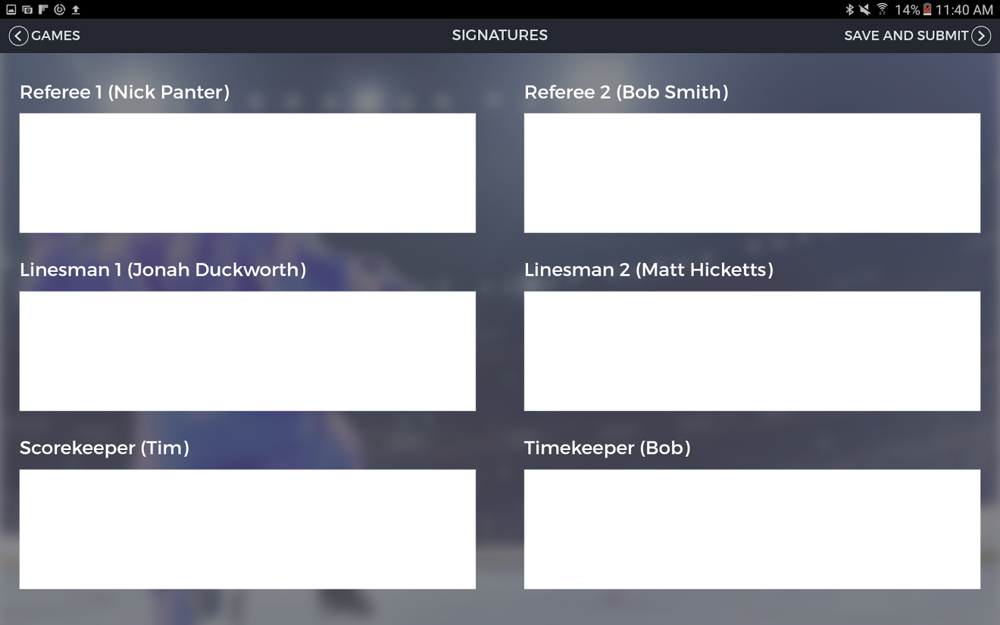 14% 11:40 AM
GAMES SIGNATURES SAVE AND SUBMIT
Referee 1 (Nick Panter) Referee 2 (Bob Smith)
Linesman 1 (Jonah Duckworth) Linesman 2 (Matt Hicketts)
Scorekeeper (Tim) Timekeeper (Bob)